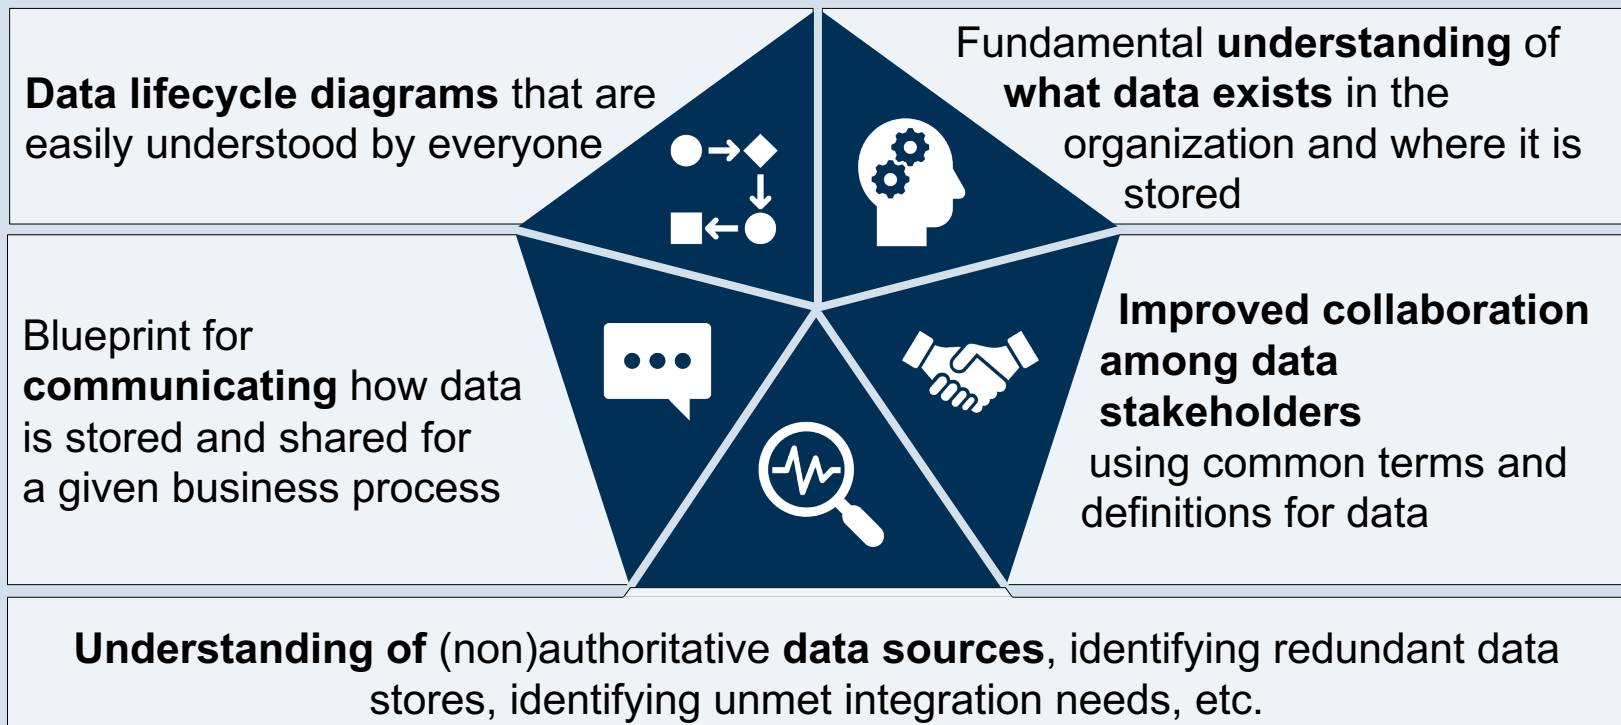 Data lifecycle diagrams that are
easily understood by everyone
Fundamental understanding of
what data exists in the
organization and where it is
stored
Blueprint for
communicating how data
is stored and shared for
a given business process
Improved collaboration
among data
stakeholders
using common terms and
definitions for data
Understanding of (non)authoritative data sources, identifying redundant data
stores, identifying unmet integration needs, etc.